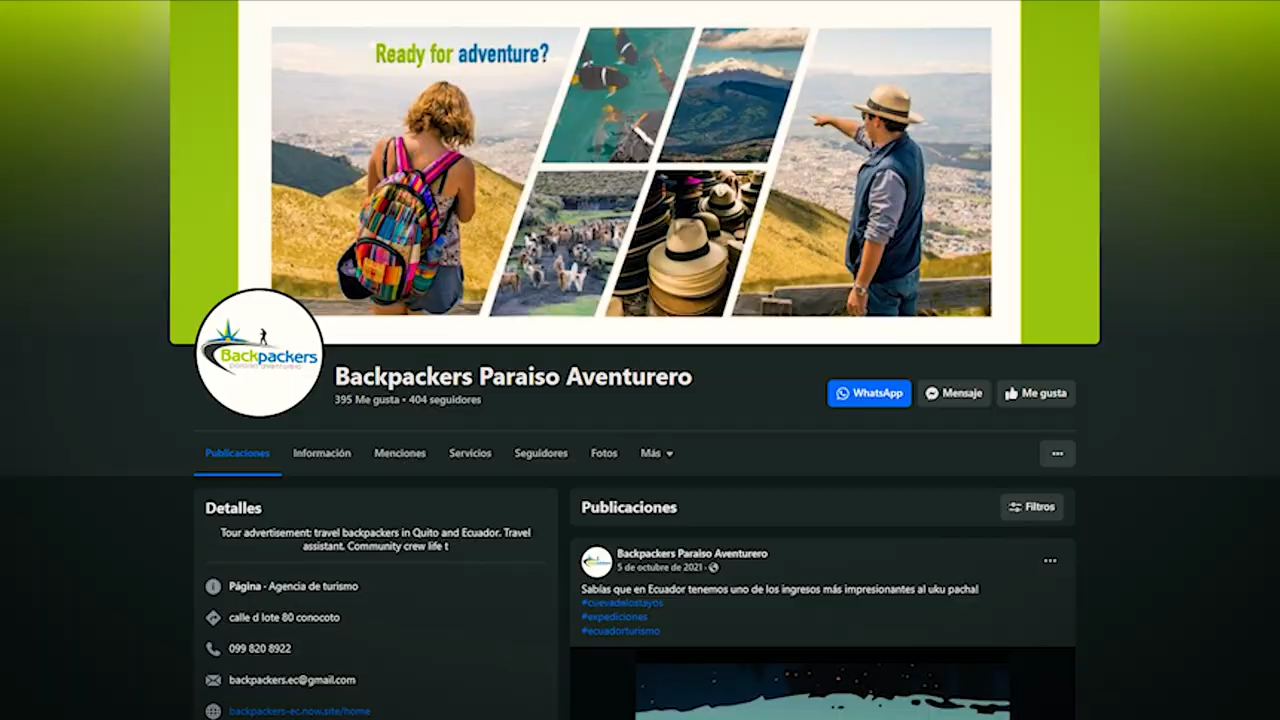 Ready for adventure?
Backpackers
paraiso aventurero
Backpackers Paraiso Aventurero
395 Me gusta • 404 seguidores
WhatsApp
Mensaje
Me gusta
Publicaciones
Información
Menciones
Servicios
Seguidores
Fotos
Más
Detalles
Tour advertisement: travel backpackers in Quito and Ecuador. Travel
assistant. Community crew life t
Página · Agencia de turismo
calle d lote 80 conocoto
099 820 8922
backpackers.ec@gmail.com
backpackers-ec.now.site/home
Publicaciones
Filtros
Backpackers Paraiso Aventurero
5 de octubre de 2021 ·
Sabías que en Ecuador tenemos uno de los ingresos más impresionantes al uku pacha!
#cuevadelostayos
#expediciones
#ecuadorturismo